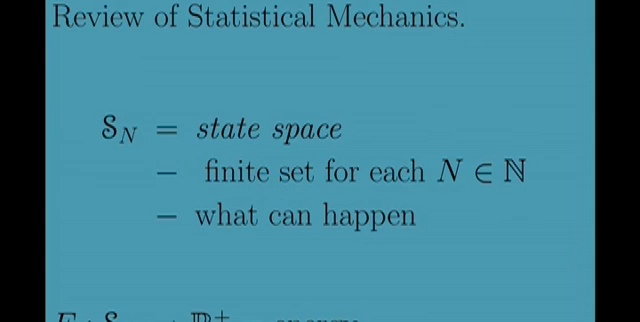 Review of Statistical Mechanics.
𝒮_N = state space
– finite set for each N ∈ ℕ
– what can happen